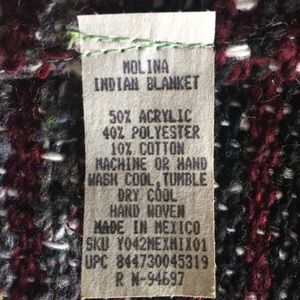 MOLINA
INDIAN BLANKET
50% ACRYLIC
40% POLYESTER
10% COTTON
MACHINE OR HAND
WASH COOL,TUMBLE
DRY COOL
HAND WOVEN
MADE IN MEXICO
SKU Y042MEXMIX01
UPC 844730045319
R N-94697